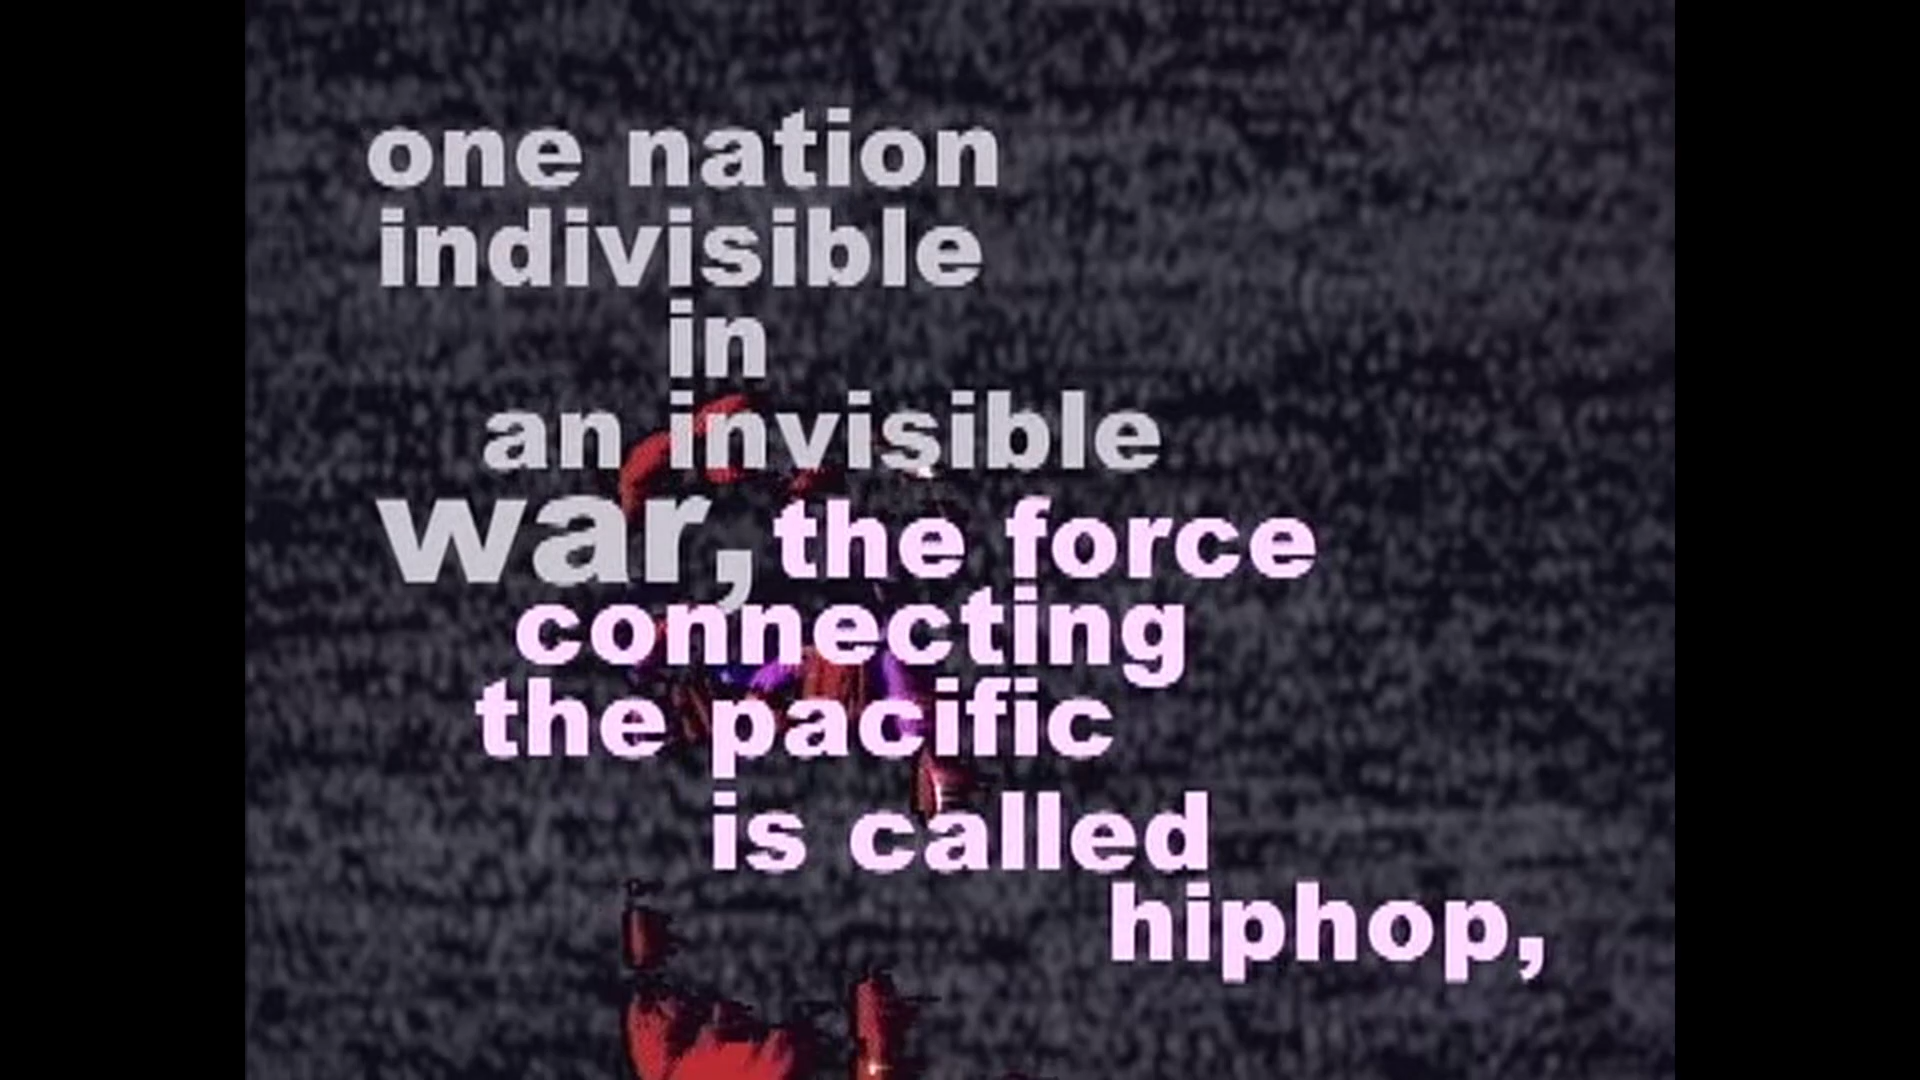 one nation
indivisible
in
an invisible
war, the force
connecting
the pacific
is called
hiphop,